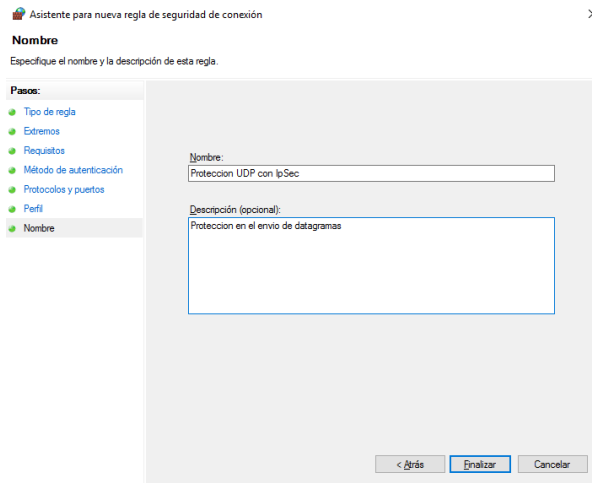 Asistente para nueva regla de seguridad de conexión
Nombre
Especifique el nombre y la descripción de esta regla.
Pasos:
Tipo de regla
Extremos
Requisitos
Método de autenticación
Protocolos y puertos
Perfil
Nombre
Nombre:
Proteccion UDP con IpSec
Descripción (opcional):
Proteccion en el envio de datagramas
< Atrás
Finalizar
Cancelar